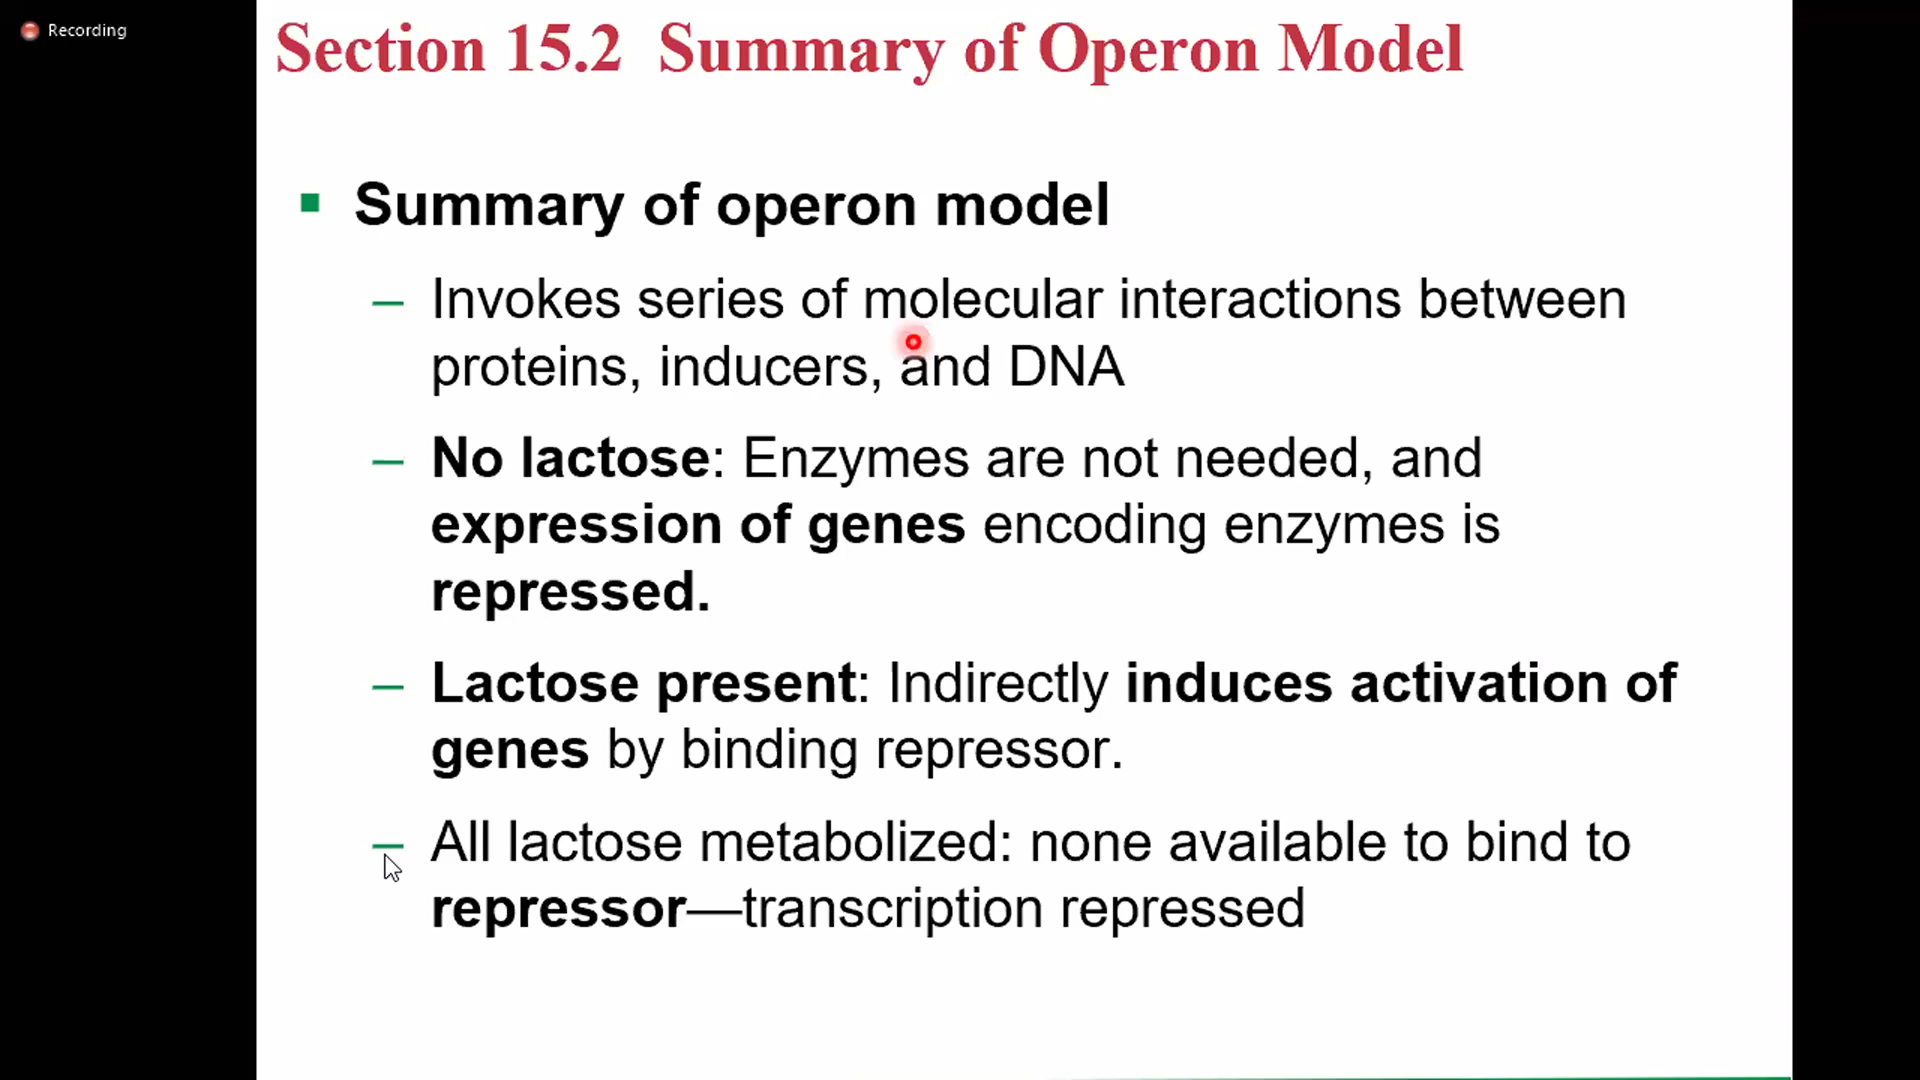 Recording
Section 15.2 Summary of Operon Model
▪ Summary of operon model
– Invokes series of molecular interactions between
proteins, inducers, and DNA
– No lactose: Enzymes are not needed, and
expression of genes encoding enzymes is
repressed.
– Lactose present: Indirectly induces activation of
genes by binding repressor.
– All lactose metabolized: none available to bind to
repressor—transcription repressed